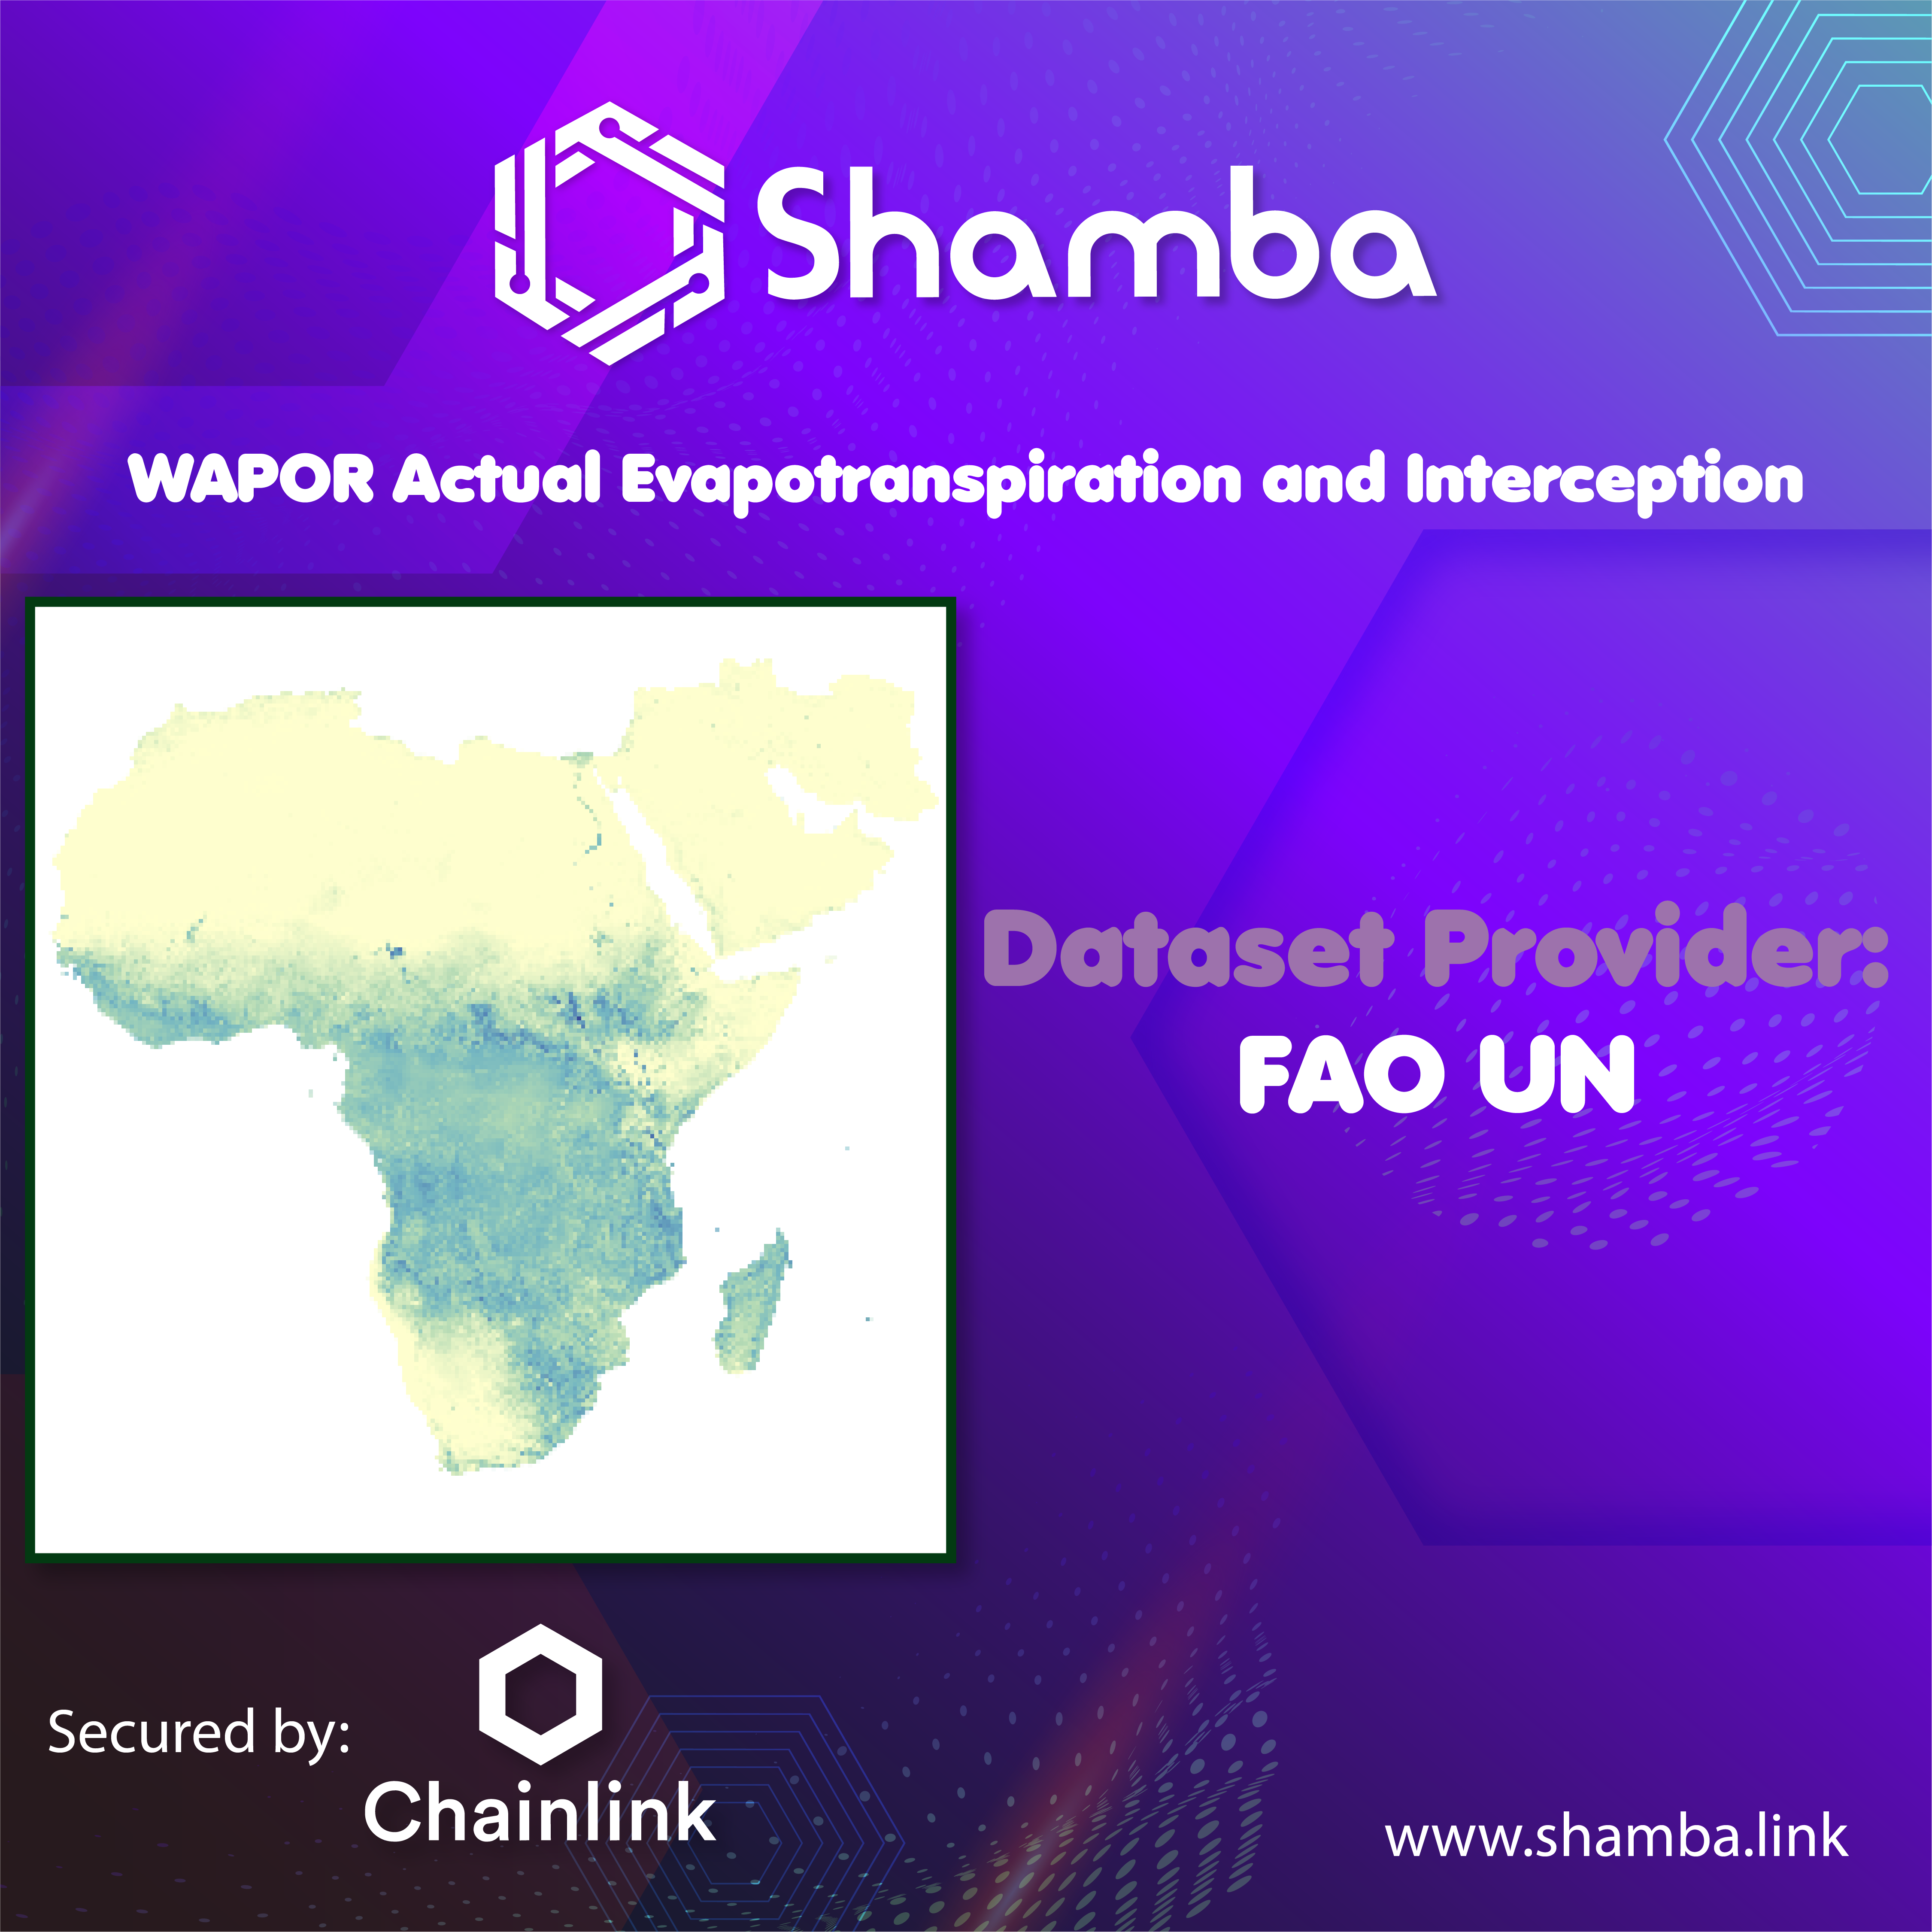 Shamba
WAPOR Actual Evapotranspiration and Interception
Dataset Provider:
FAO UN
Secured by:
Chainlink
www.shamba.link